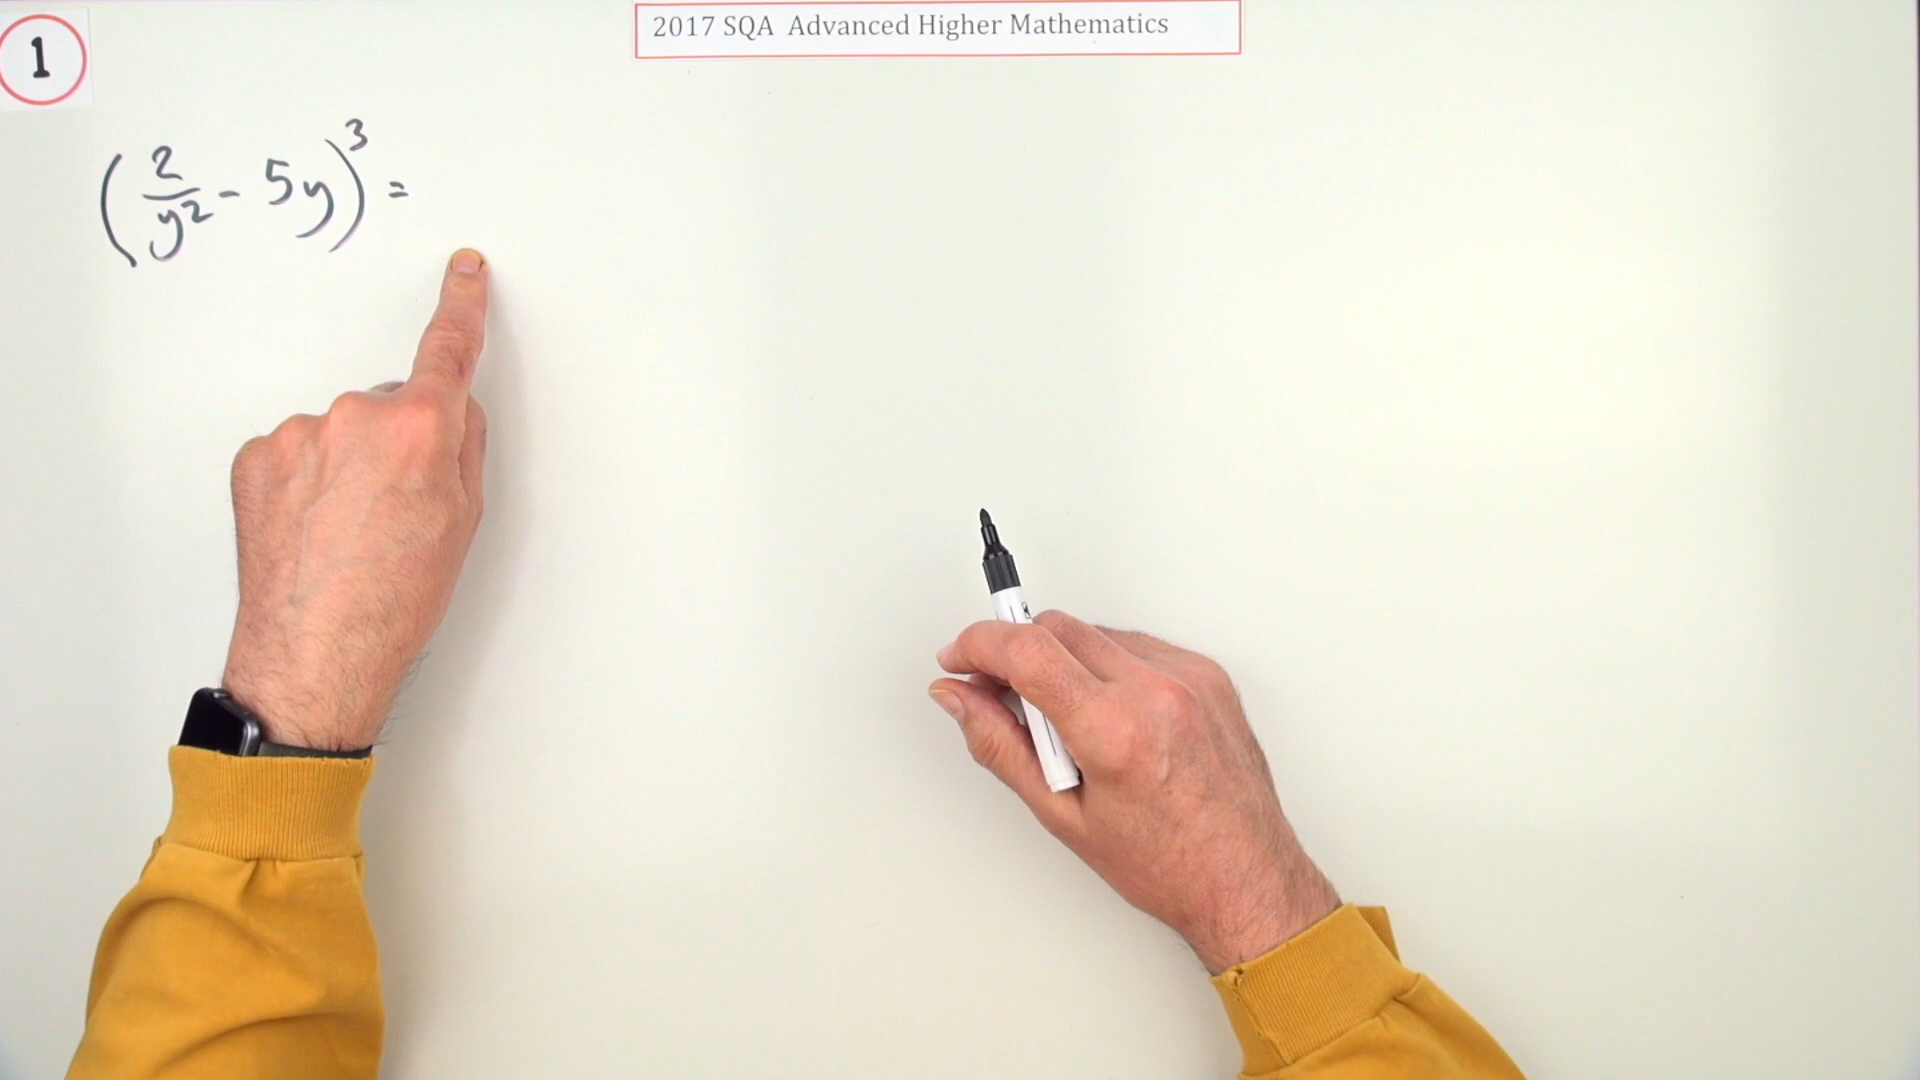 2017 SQA Advanced Higher Mathematics
1
(2/y² - 5y)³ =